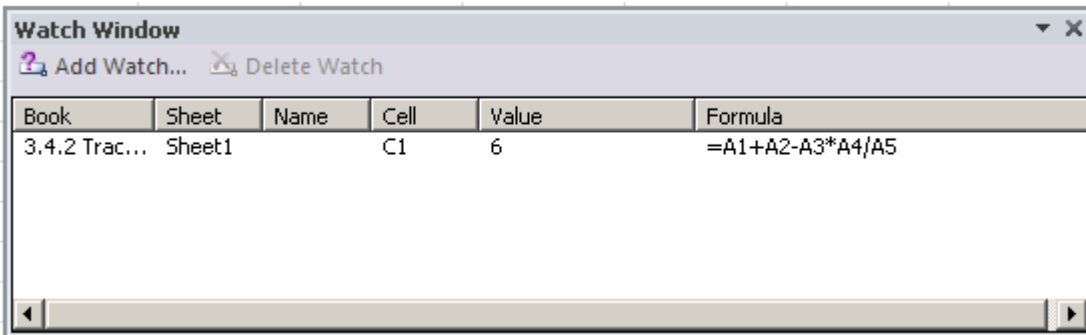 Watch Window
Add Watch... Delete Watch
Book Sheet Name Cell Value Formula
3.4.2 Trac... Sheet1 C1 6 =A1+A2-A3*A4/A5